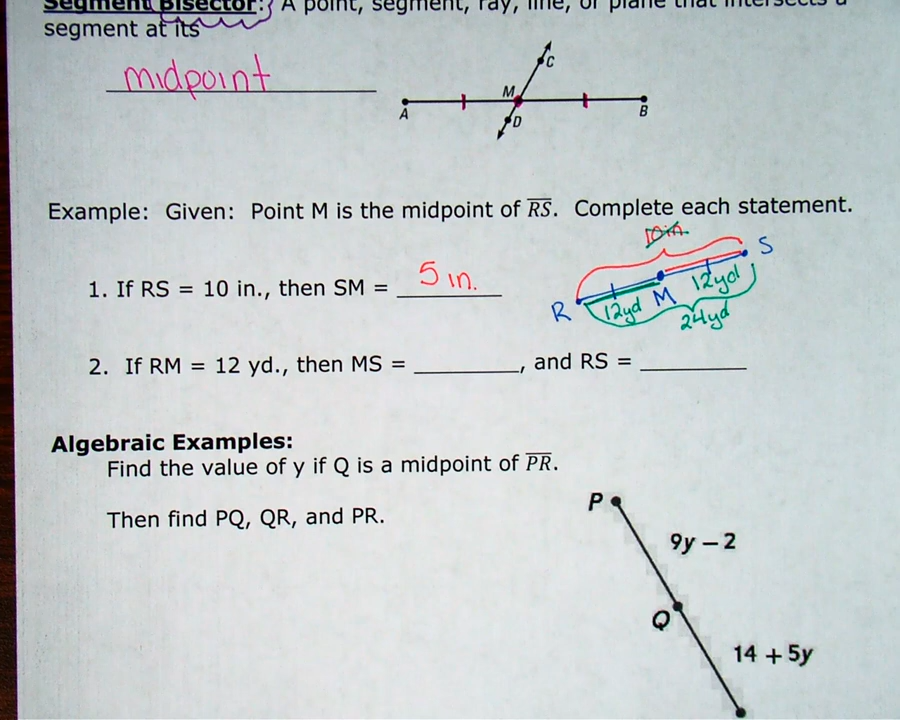 Segment Bisector: A point, segment, ray, line, or plane that intersects a
segment at its
midpoint
C
M
A
B
D
Example: Given: Point M is the midpoint of RS. Complete each statement.
10in.
S
1. If RS = 10 in., then SM = 5 in.
12yd
R
12yd M
24yd
2. If RM = 12 yd., then MS = ________, and RS = ________
Algebraic Examples:
Find the value of y if Q is a midpoint of PR.
P
Then find PQ, QR, and PR.
9y – 2
Q
14 + 5y